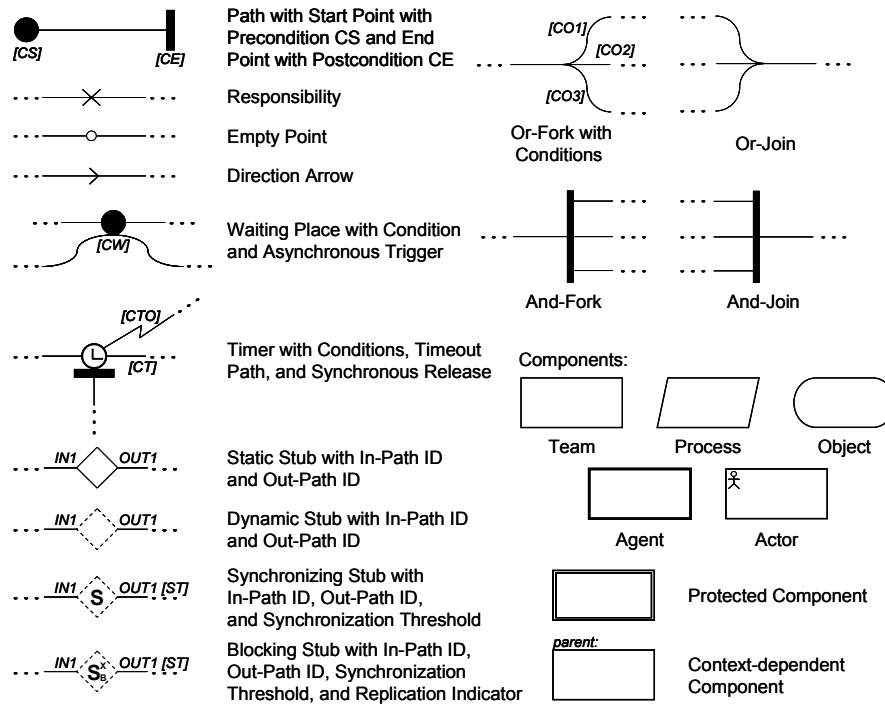 [CS]
[CE]
Path with Start Point with
Precondition CS and End
Point with Postcondition CE
Responsibility
Empty Point
Direction Arrow
[CW]
Waiting Place with Condition
and Asynchronous Trigger
[CTO]
[CT]
Timer with Conditions, Timeout
Path, and Synchronous Release
IN1
OUT1
Static Stub with In-Path ID
and Out-Path ID
IN1
OUT1
Dynamic Stub with In-Path ID
and Out-Path ID
IN1
S
OUT1 [ST]
Synchronizing Stub with
In-Path ID, Out-Path ID,
and Synchronization Threshold
IN1
S X B
OUT1 [ST]
Blocking Stub with In-Path ID,
Out-Path ID, Synchronization
Threshold, and Replication Indicator
[CO1]
[CO2]
[CO3]
Or-Fork with
Conditions
Or-Join
And-Fork
And-Join
Components:
Team
Process
Object
Agent
Actor
Protected Component
parent:
Context-dependent
Component